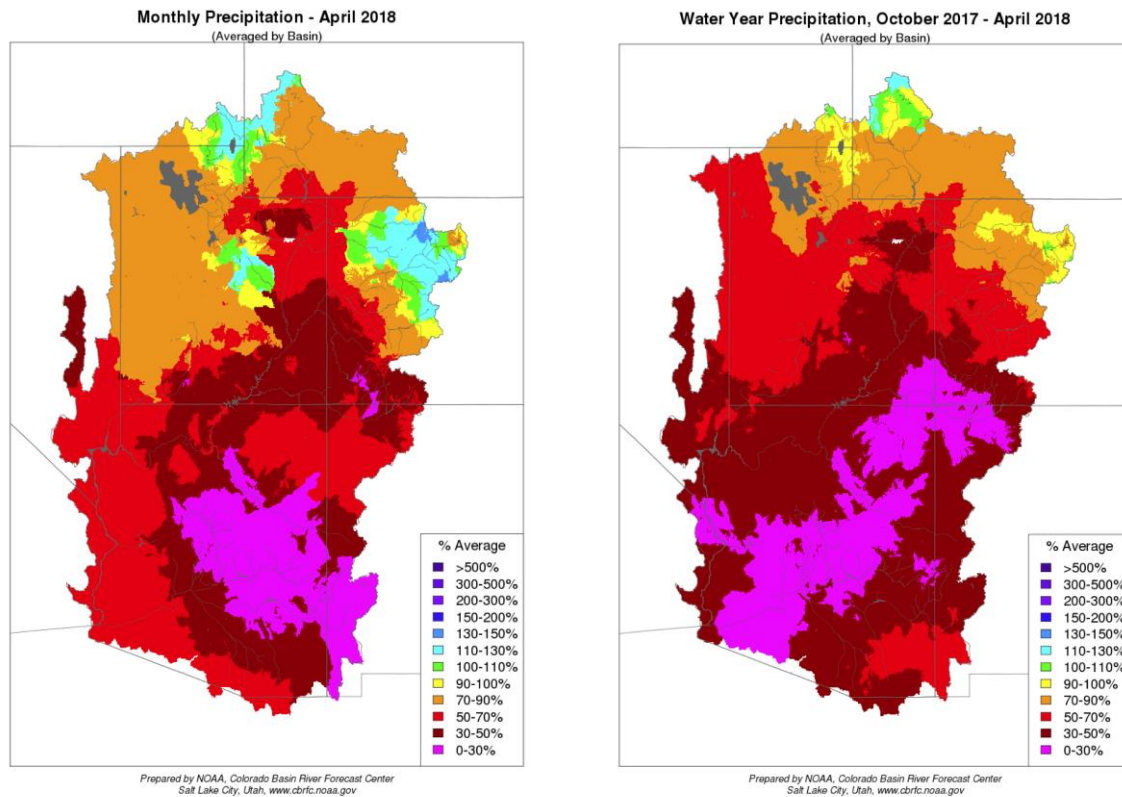 Monthly Precipitation - April 2018
(Averaged by Basin)
% Average
>500%
300-500%
200-300%
150-200%
130-150%
110-130%
100-110%
90-100%
70-90%
50-70%
30-50%
0-30%
Prepared by NOAA, Colorado Basin River Forecast Center
Salt Lake City, Utah, www.cbrfc.noaa.gov
Water Year Precipitation, October 2017 - April 2018
(Averaged by Basin)
% Average
>500%
300-500%
200-300%
150-200%
130-150%
110-130%
100-110%
90-100%
70-90%
50-70%
30-50%
0-30%
Prepared by NOAA, Colorado Basin River Forecast Center
Salt Lake City, Utah, www.cbrfc.noaa.gov